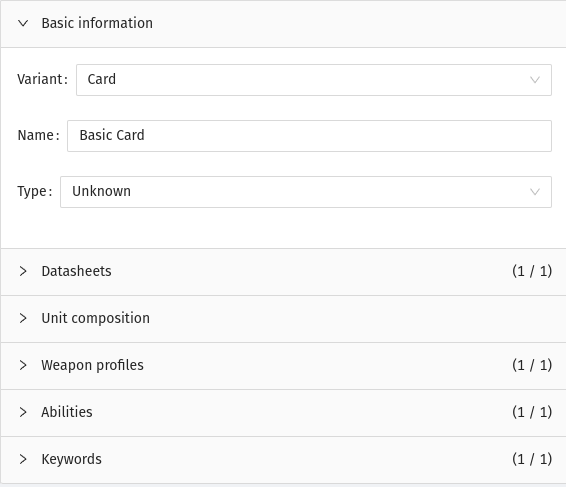 Basic information
Variant: Card
Name: Basic Card
Type: Unknown
Datasheets (1 / 1)
Unit composition
Weapon profiles (1 / 1)
Abilities (1 / 1)
Keywords (1 / 1)